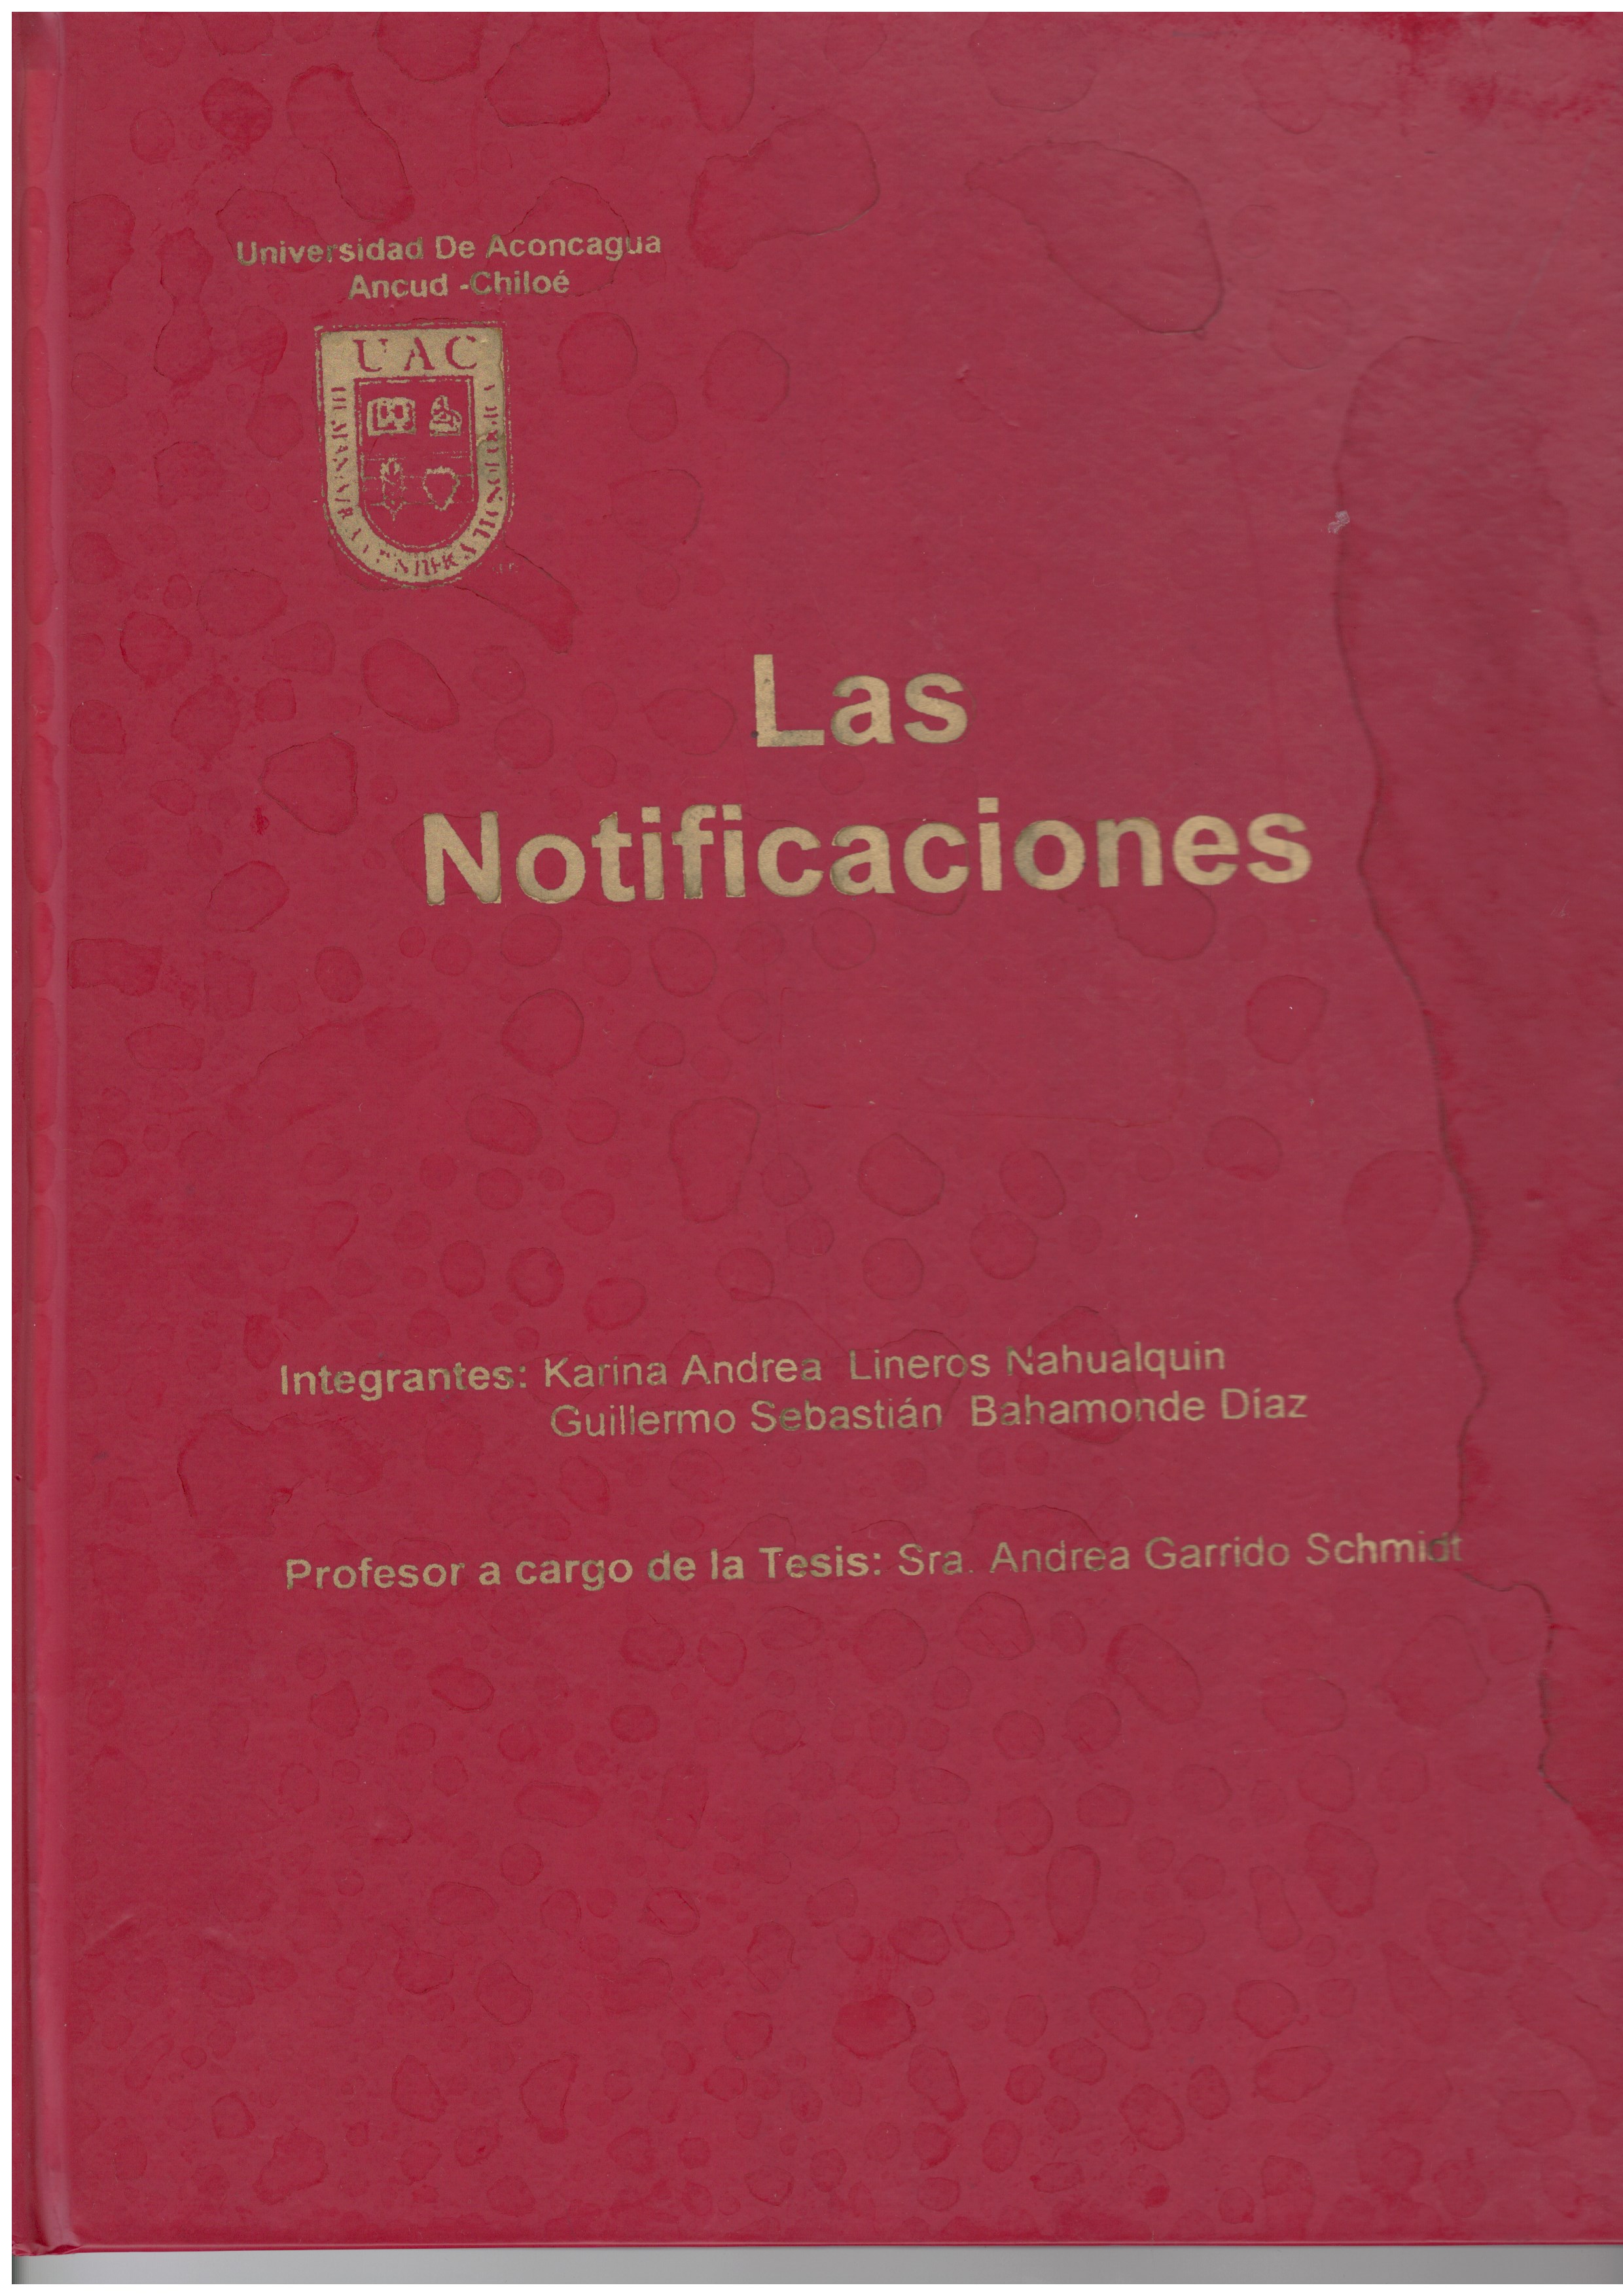 Universidad De Aconcagua
Ancud -Chiloé
UAC
Las
Notificaciones
Integrantes: Karina Andrea Lineros Nahualquin
Guillermo Sebastián Bahamonde Díaz
Profesor a cargo de la Tesis: Sra. Andrea Garrido Schmidt